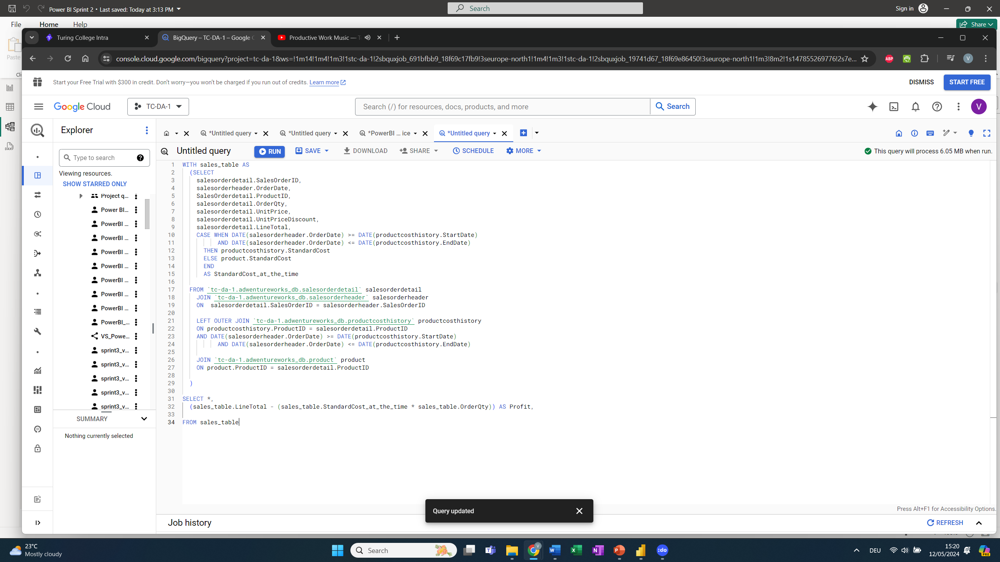 Power BI Sprint 2 • Last saved: Today at 3:13 PM
Search
Sign in
File
Home
Help
Share
Paste
Cli
Turing College Intra
BigQuery – TC-DA-1 – Google C
Productive Work Music — T
console.cloud.google.com/bigquery?project=tc-da-1&ws=!1m14!1m4!1m3!1stc-da-1!2sbquxjob_691bfbb9_18f69c17fb9!3seurope-north1!1m4!1m3!1stc-da-1!2sbquxjob_19741d67_18f69e86450!3seurope-north1!1m3!8m2!1s147855269776!2s7e...
ABP
V
Start your Free Trial with $300 in credit. Don't worry—you won't be charged if you run out of credits. Learn more
DISMISS
START FREE
Google Cloud
TC-DA-1
Search (/) for resources, docs, products, and more
Search
V
Explorer
*Untitled query
*Untitled query
*PowerBI ... ice
*Untitled query
Untitled query
RUN
SAVE
DOWNLOAD
SHARE
SCHEDULE
MORE
This query will process 6.05 MB when run.
Type to search
Viewing resources.
SHOW STARRED ONLY
Project q...
Power BI...
PowerBI ...
PowerBI ...
PowerBI ...
PowerBI ...
PowerBI ...
PowerBI ...
PowerBI ...
PowerBI_...
VS_Powe...
sprint3_v...
sprint3_v...
sprint3_v...
sprint3_v...
sprint3_v...
SUMMARY
Nothing currently selected
DAX
1 WITH sales_table AS
2 (SELECT
3 salesorderdetail.SalesOrderID,
4 salesorderheader.OrderDate,
5 SalesOrderdetail.ProductID,
6 salesorderdetail.OrderQty,
7 salesorderdetail.UnitPrice,
8 salesorderdetail.UnitPriceDiscount,
9 salesorderdetail.LineTotal,
10 CASE WHEN DATE(salesorderheader.OrderDate) >= DATE(productcosthistory.StartDate)
11 AND DATE(salesorderheader.OrderDate) <= DATE(productcosthistory.EndDate)
12 THEN productcosthistory.StandardCost
13 ELSE product.StandardCost
14 END
15 AS StandardCost_at_the_time
16
17 FROM `tc-da-1.adwentureworks_db.salesorderdetail` salesorderdetail
18 JOIN `tc-da-1.adwentureworks_db.salesorderheader` salesorderheader
19 ON salesorderdetail.SalesOrderID = salesorderheader.SalesOrderID
20
21 LEFT OUTER JOIN `tc-da-1.adwentureworks_db.productcosthistory` productcosthistory
22 ON productcosthistory.ProductID = salesorderdetail.ProductID
23 AND DATE(salesorderheader.OrderDate) >= DATE(productcosthistory.StartDate)
24 AND DATE(salesorderheader.OrderDate) <= DATE(productcosthistory.EndDate)
25
26 JOIN `tc-da-1.adwentureworks_db.product` product
27 ON product.ProductID = salesorderdetail.ProductID
28
29 )
30
31 SELECT *,
32 (sales_table.LineTotal - (sales_table.StandardCost_at_the_time * sales_table.OrderQty)) AS Profit,
33
34 FROM sales_table
Press Alt+F1 for Accessibility Options.
Query updated
Job history
REFRESH
23°C
Mostly cloudy
Search
:do
DEU
15:20
12/05/2024
PRE